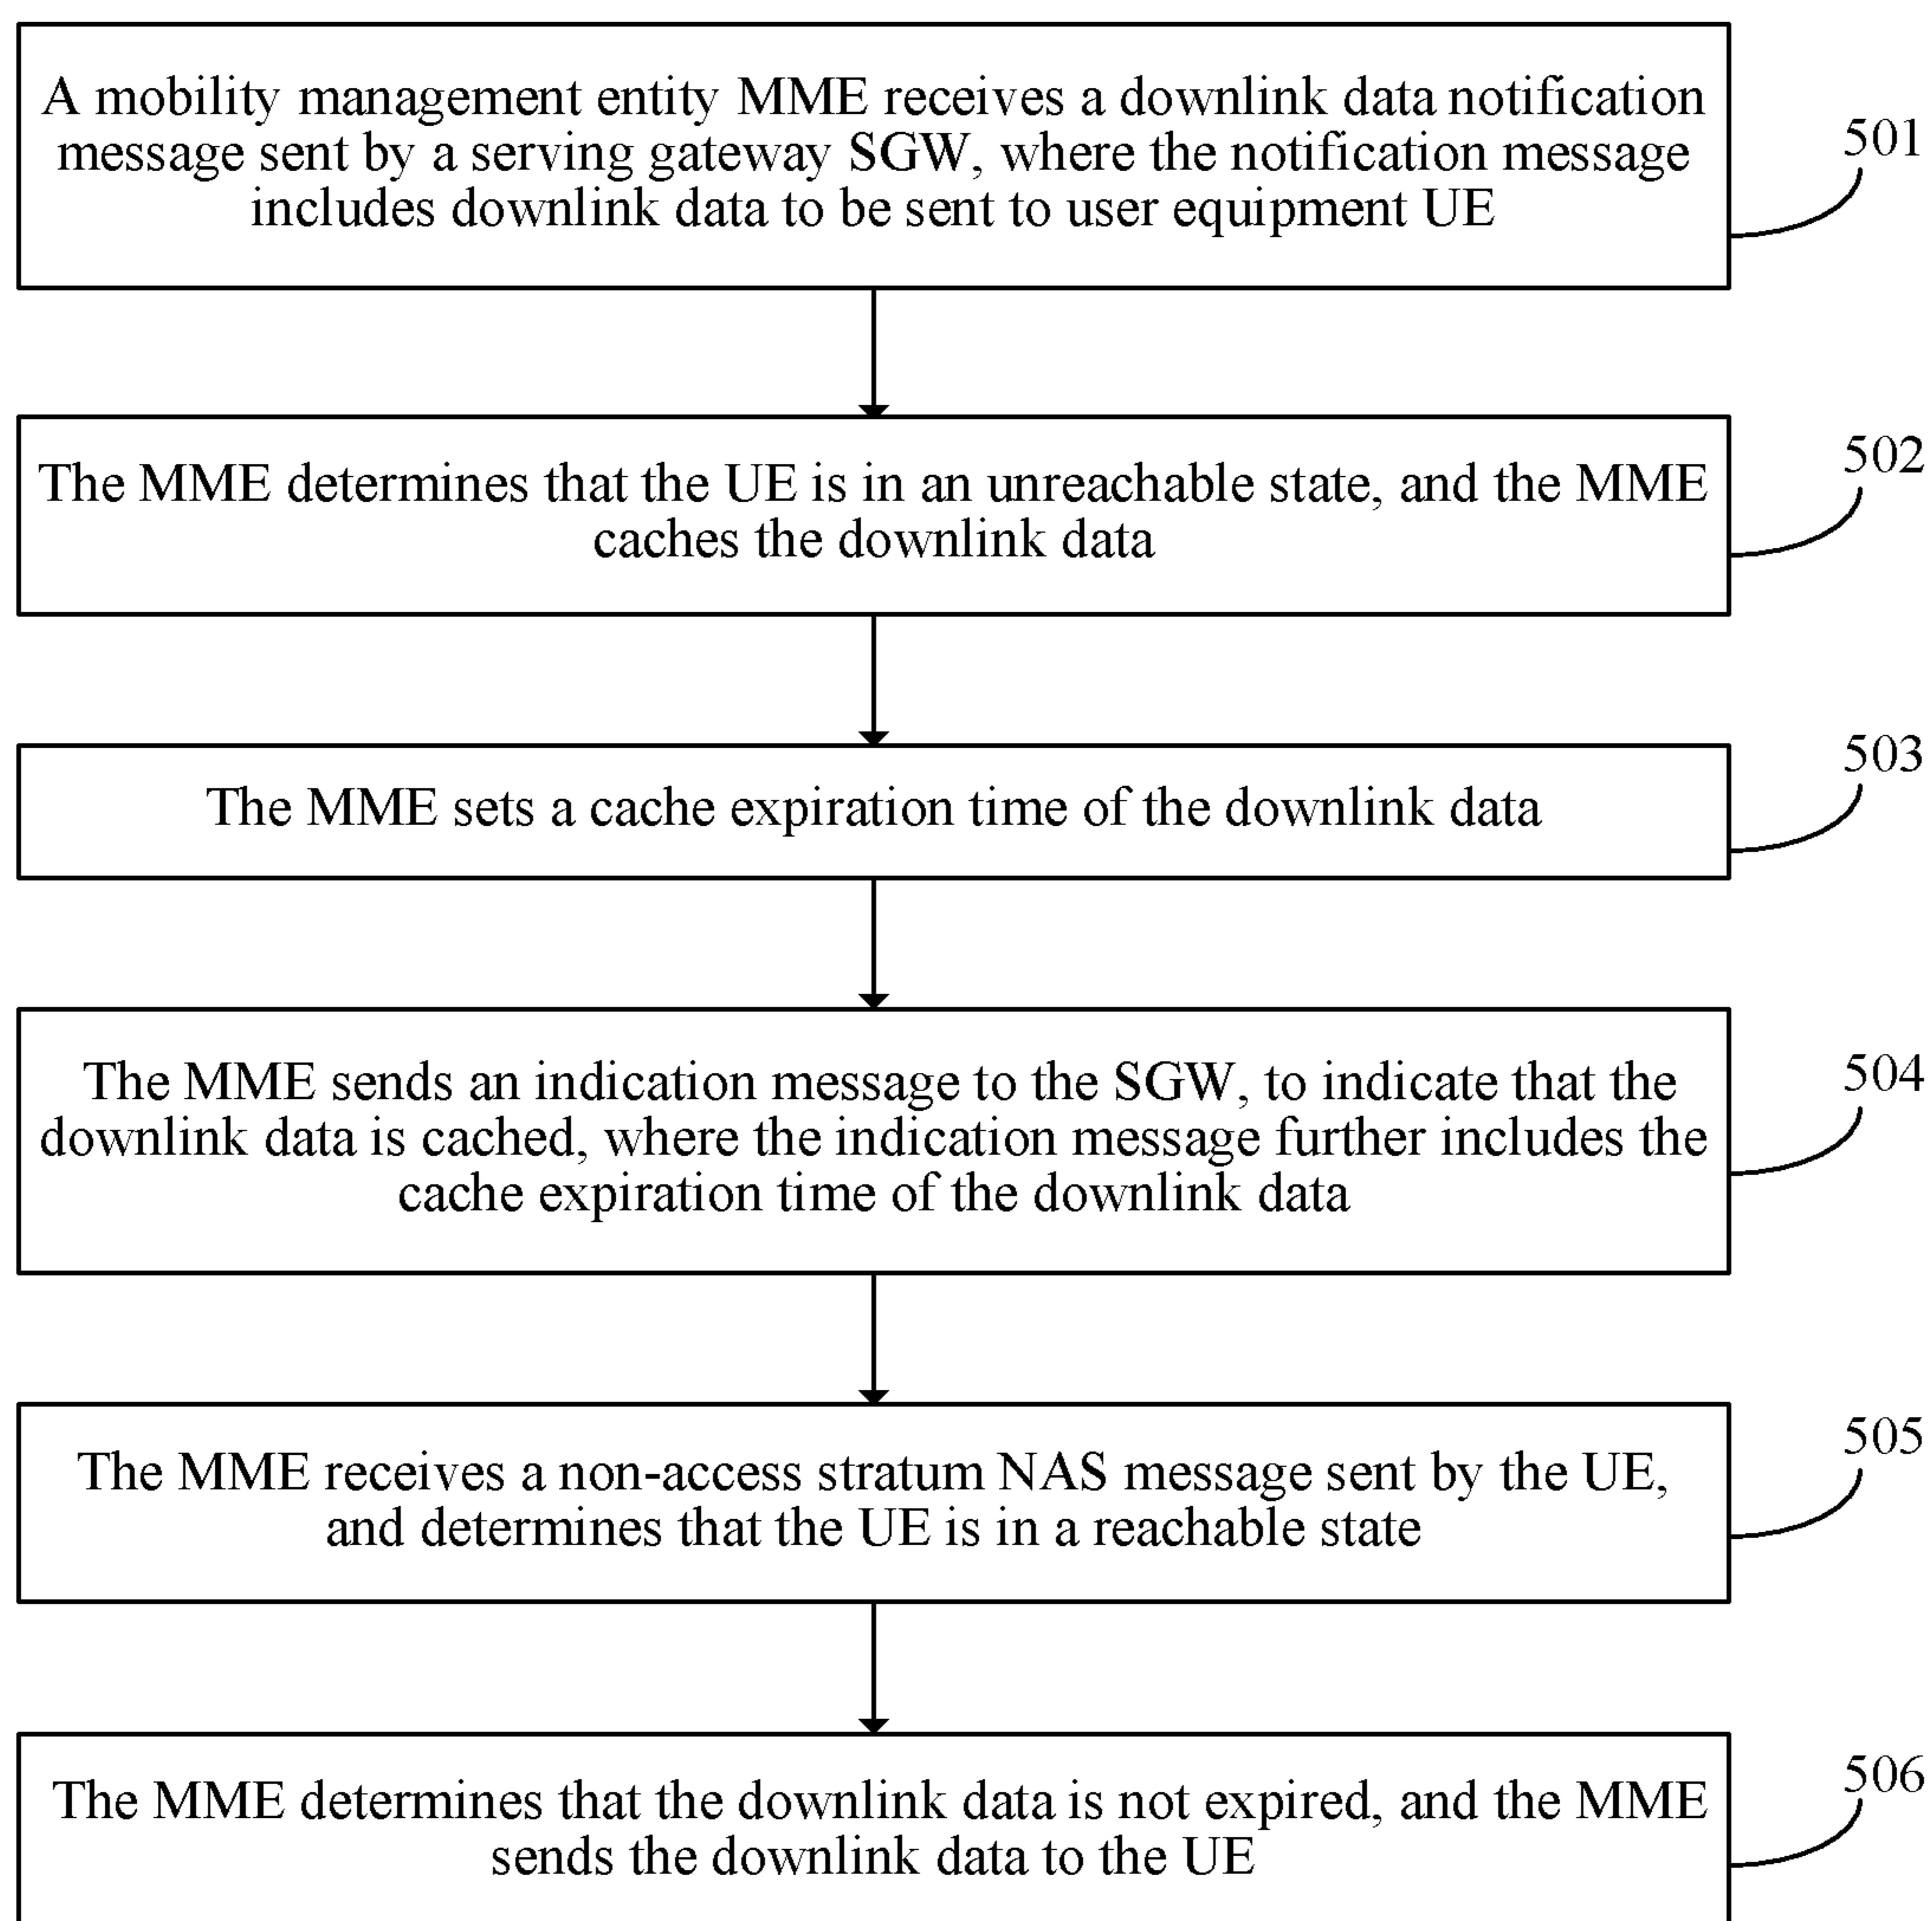 A mobility management entity MME receives a downlink data notification
message sent by a serving gateway SGW, where the notification message
includes downlink data to be sent to user equipment UE
501
The MME determines that the UE is in an unreachable state, and the MME
caches the downlink data
502
The MME sets a cache expiration time of the downlink data
503
The MME sends an indication message to the SGW, to indicate that the
downlink data is cached, where the indication message further includes the
cache expiration time of the downlink data
504
The MME receives a non-access stratum NAS message sent by the UE,
and determines that the UE is in a reachable state
505
The MME determines that the downlink data is not expired, and the MME
sends the downlink data to the UE
506